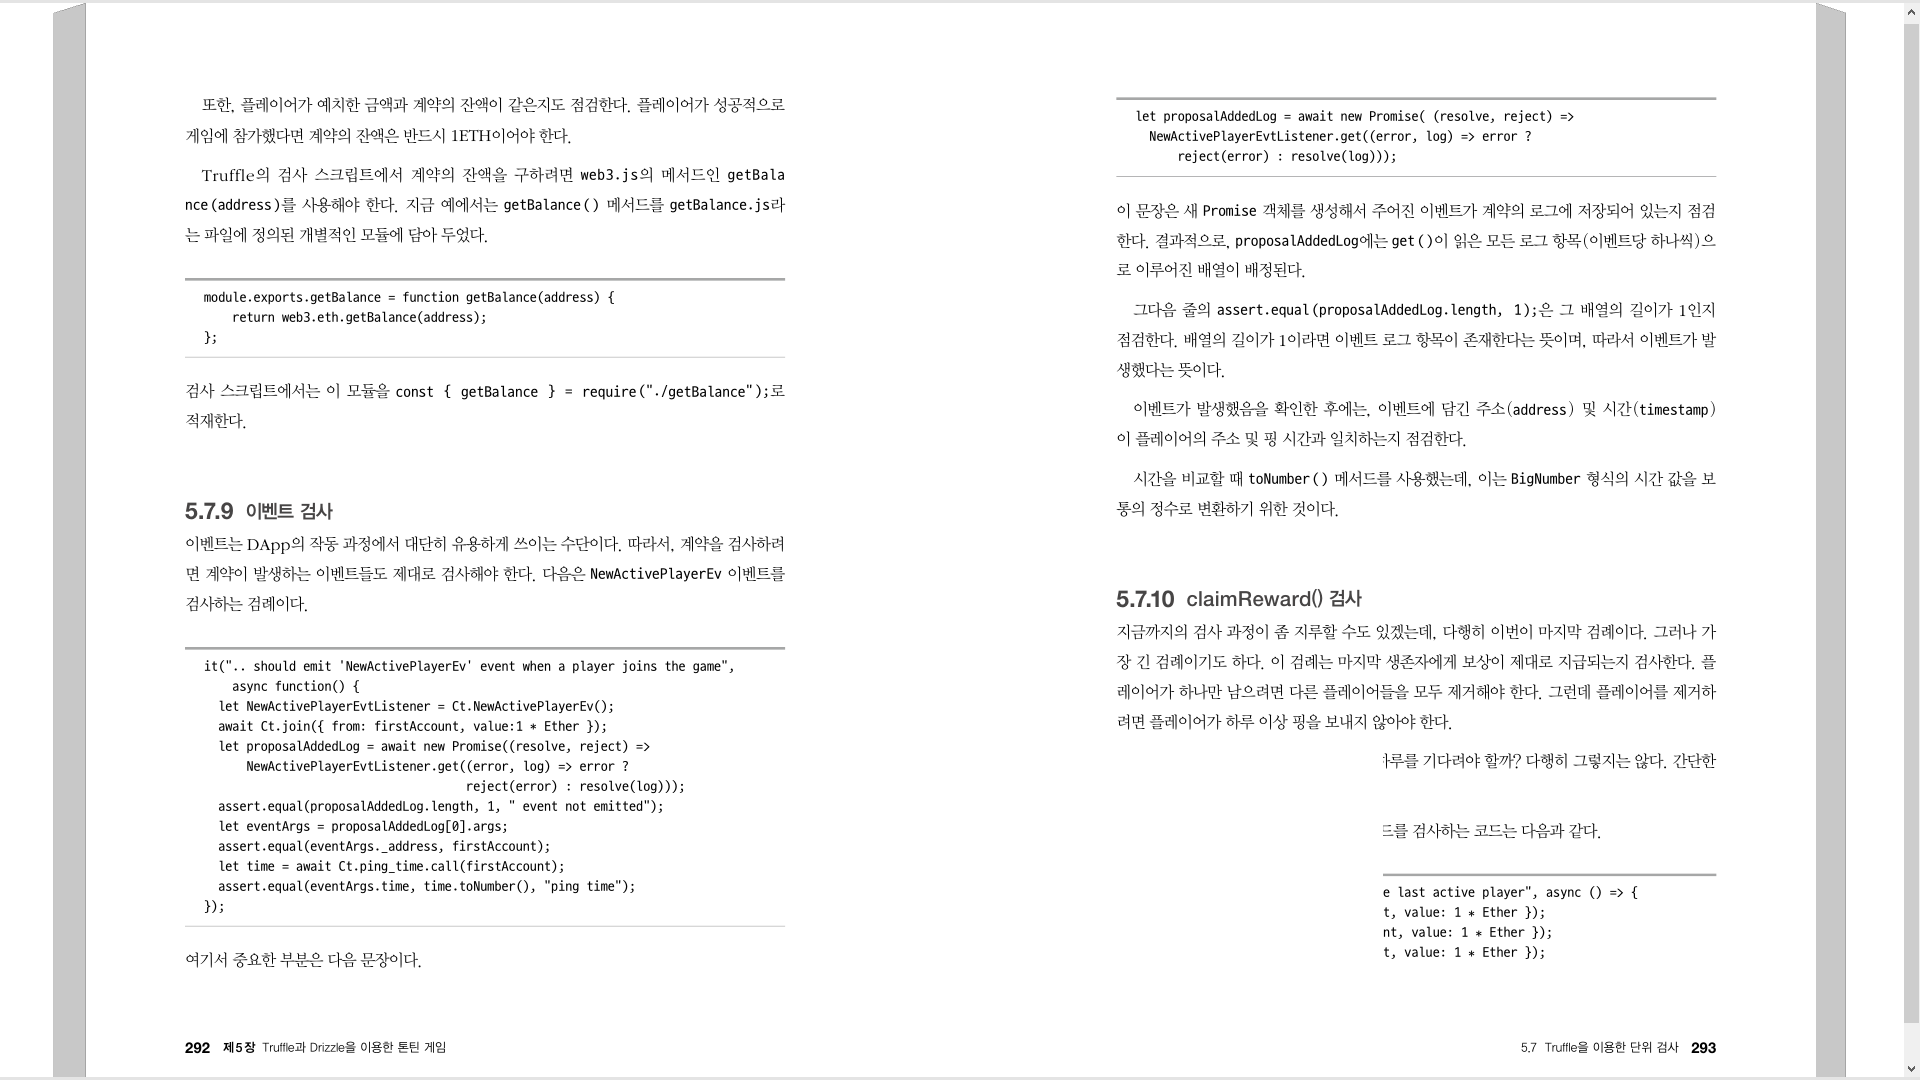 또한, 플레이어가 예치한 금액과 계약의 잔액이 같은지도 점검한다. 플레이어가 성공적으로
게임에 참가했다면 계약의 잔액은 반드시 1ETH이어야 한다.
Truffle의 검사 스크립트에서 계약의 잔액을 구하려면 web3.js의 메서드인 getBala
nce(address)를 사용해야 한다. 지금 예에서는 getBalance() 메서드를 getBalance.js라
는 파일에 정의된 개별적인 모듈에 담아 두었다.
module.exports.getBalance = function getBalance(address) {
return web3.eth.getBalance(address);
};
검사 스크립트에서는 이 모듈을 const { getBalance } = require("./getBalance");로
적재한다.
5.7.9 이벤트 검사
이벤트는 DApp의 작동 과정에서 대단히 유용하게 쓰이는 수단이다. 따라서, 계약을 검사하려
면 계약이 발생하는 이벤트들도 제대로 검사해야 한다. 다음은 NewActivePlayerEv 이벤트를
검사하는 검례이다.
it(".. should emit 'NewActivePlayerEv' event when a player joins the game",
async function() {
let NewActivePlayerEvtListener = Ct.NewActivePlayerEv();
await Ct.join({ from: firstAccount, value:1 * Ether });
let proposalAddedLog = await new Promise((resolve, reject) =>
NewActivePlayerEvtListener.get((error, log) => error ?
reject(error) : resolve(log)));
assert.equal(proposalAddedLog.length, 1, " event not emitted");
let eventArgs = proposalAddedLog[0].args;
assert.equal(eventArgs._address, firstAccount);
let time = await Ct.ping_time.call(firstAccount);
assert.equal(eventArgs.time, time.toNumber(), "ping time");
});
여기서 중요한 부분은 다음 문장이다.
292 제5장 Truffle과 Drizzle을 이용한 톤틴 게임
let proposalAddedLog = await new Promise( (resolve, reject) =>
NewActivePlayerEvtListener.get((error, log) => error ?
reject(error) : resolve(log)));
이 문장은 새 Promise 객체를 생성해서 주어진 이벤트가 계약의 로그에 저장되어 있는지 점검
한다. 결과적으로, proposalAddedLog에는 get()이 읽은 모든 로그 항목(이벤트당 하나씩)으
로 이루어진 배열이 배정된다.
그다음 줄의 assert.equal(proposalAddedLog.length, 1);은 그 배열의 길이가 1인지
점검한다. 배열의 길이가 1이라면 이벤트 로그 항목이 존재한다는 뜻이며, 따라서 이벤트가 발
생했다는 뜻이다.
이벤트가 발생했음을 확인한 후에는, 이벤트에 담긴 주소(address) 및 시간(timestamp)
이 플레이어의 주소 및 핑 시간과 일치하는지 점검한다.
시간을 비교할 때 toNumber() 메서드를 사용했는데, 이는 BigNumber 형식의 시간 값을 보
통의 정수로 변환하기 위한 것이다.
5.7.10 claimReward() 검사
지금까지의 검사 과정이 좀 지루할 수도 있겠는데, 다행히 이번이 마지막 검례이다. 그러나 가
장 긴 검례이기도 하다. 이 검례는 마지막 생존자에게 보상이 제대로 지급되는지 검사한다. 플
레이어가 하나만 남으려면 다른 플레이어들을 모두 제거해야 한다. 그런데 플레이어를 제거하
려면 플레이어가 하루 이상 핑을 보내지 않아야 한다.
기다려야 할까? 다행히 그렇지는 않다. 간단한
검사하는 코드는 다음과 같다.
e last active player", async () => {
t, value: 1 * Ether });
nt, value: 1 * Ether });
t, value: 1 * Ether });
5.7 Truffle을 이용한 단위 검사 293